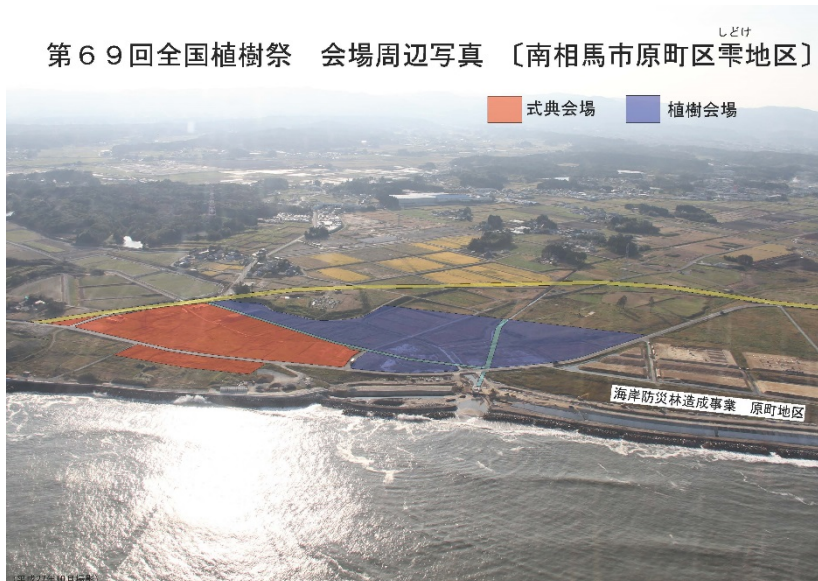 しどけ
第６９回全国植樹祭　会場周辺写真　〔南相馬市原町区雫地区〕
式典会場
植樹会場
海岸防災林造成事業　原町地区